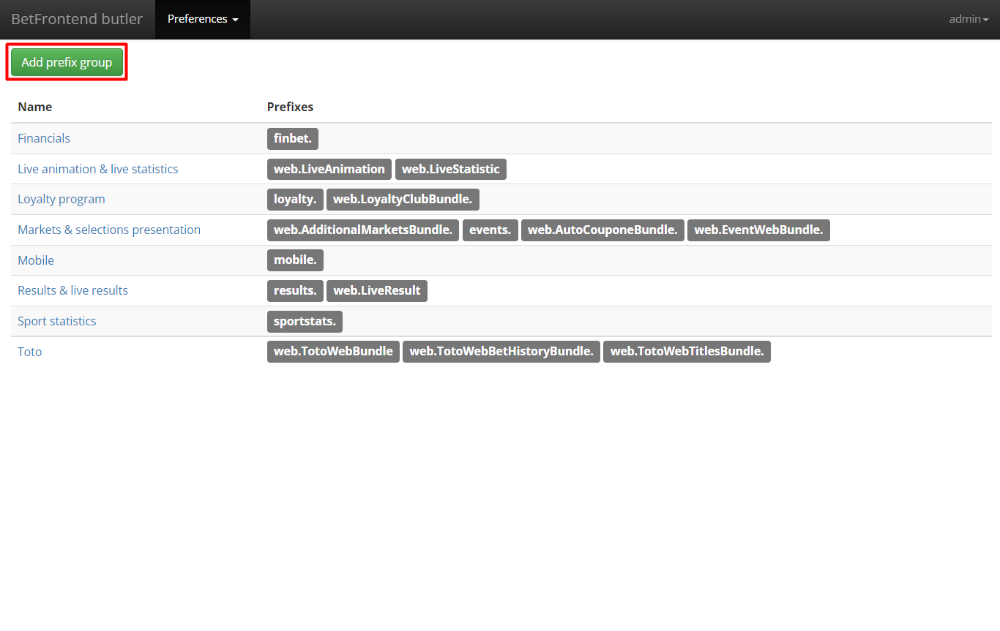 BetFrontend butler Preferences admin
Add prefix group
Name Prefixes
Financials finbet.
Live animation & live statistics web.LiveAnimation web.LiveStatistic
Loyalty program loyalty. web.LoyaltyClubBundle.
Markets & selections presentation web.AdditionalMarketsBundle. events. web.AutoCouponeBundle. web.EventWebBundle.
Mobile mobile.
Results & live results results. web.LiveResult
Sport statistics sportstats.
Toto web.TotoWebBundle web.TotoWebBetHistoryBundle. web.TotoWebTitlesBundle.